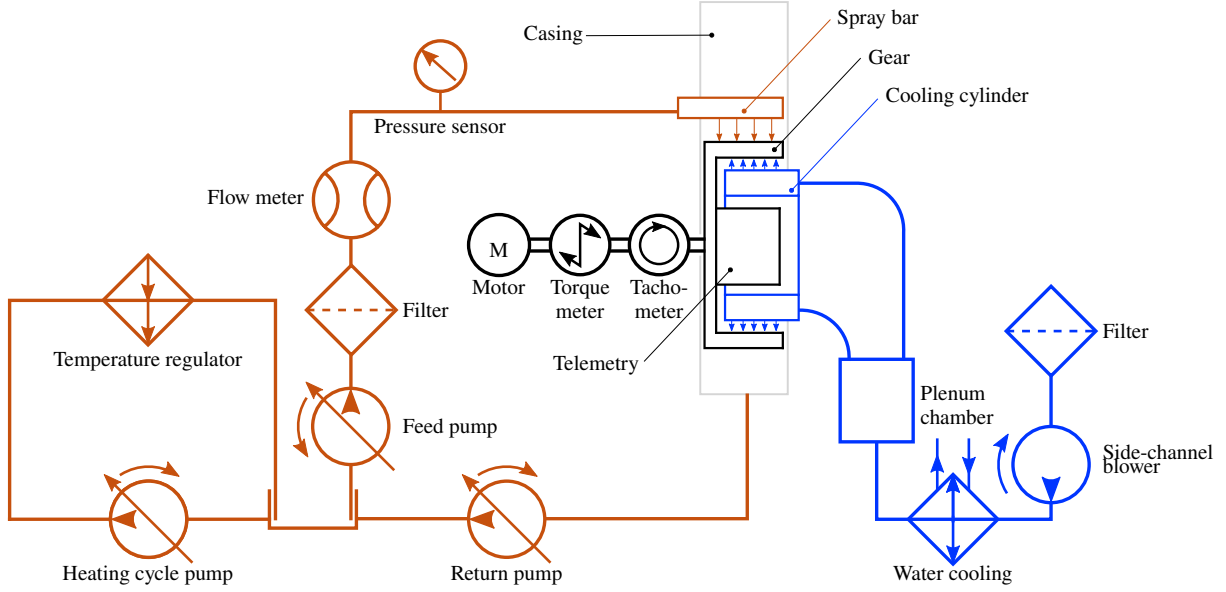 Casing
Spray bar
Gear
Cooling cylinder
Pressure sensor
Flow meter
M
Motor
Torque
meter
Tacho-
meter
Filter
Filter
Temperature regulator
Telemetry
Plenum
chamber
Feed pump
Side-channel
blower
Heating cycle pump
Return pump
Water cooling